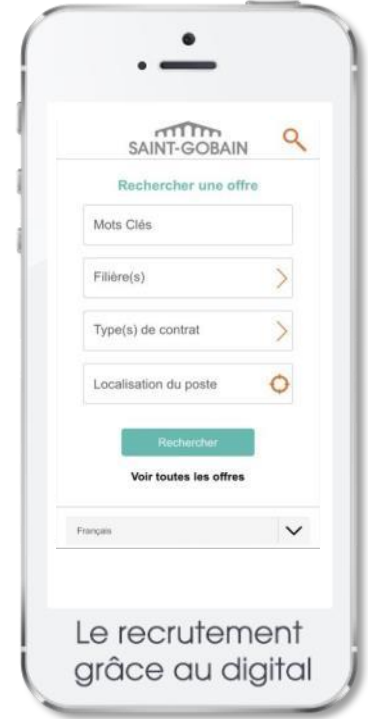 SAINT-GOBAIN
Rechercher une offre
Mots Clés
Filière(s)
Type(s) de contrat
Localisation du poste
Rechercher
Voir toutes les offres
Français
Le recrutement
grâce au digital